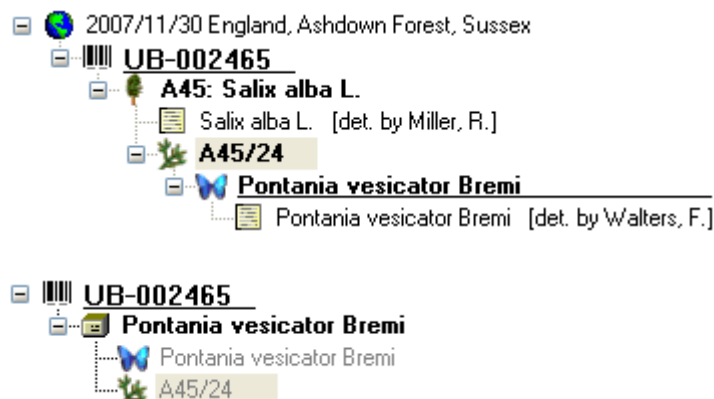 2007/11/30 England, Ashdown Forest, Sussex
UB-002465
A45: Salix alba L.
Salix alba L. [det. by Miller, R.]
A45/24
Pontania vesicator Bremi
Pontania vesicator Bremi [det. by Walters, F.]
UB-002465
Pontania vesicator Bremi
Pontania vesicator Bremi
A45/24